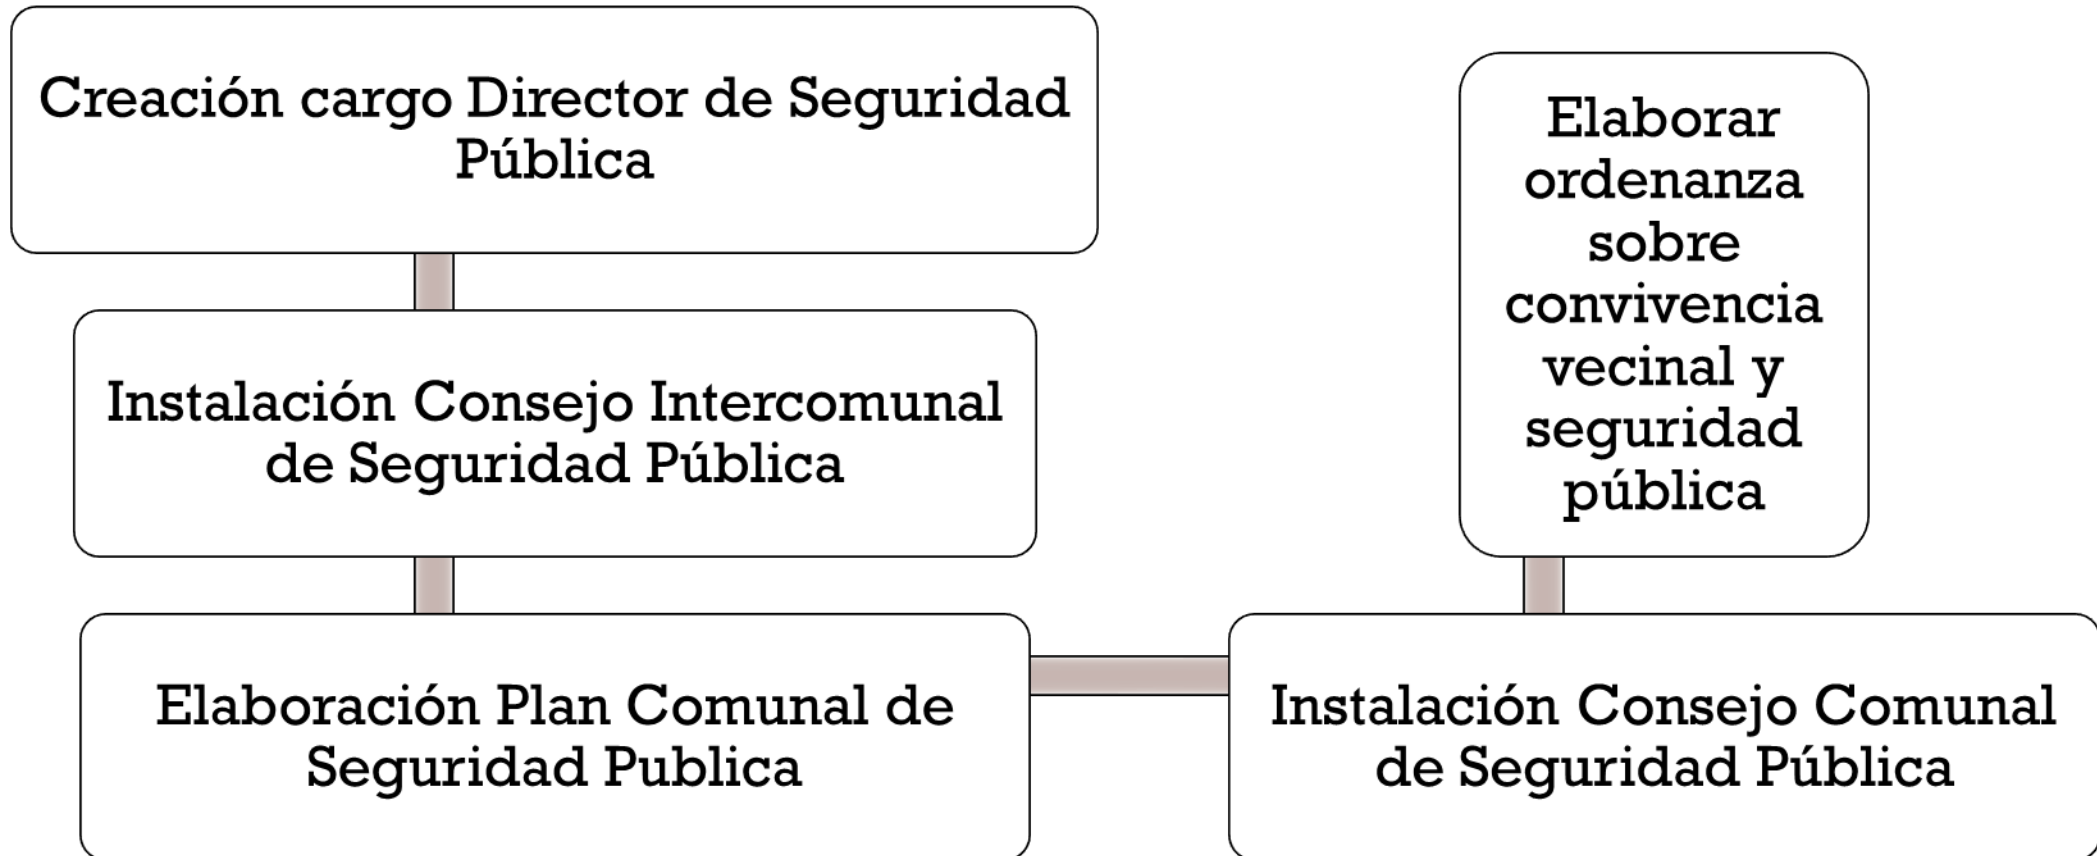 Creación cargo Director de Seguridad
Pública
Instalación Consejo Intercomunal
de Seguridad Pública
Elaboración Plan Comunal de
Seguridad Publica
Instalación Consejo Comunal
de Seguridad Pública
Elaborar
ordenanza
sobre
convivencia
vecinal y
seguridad
pública